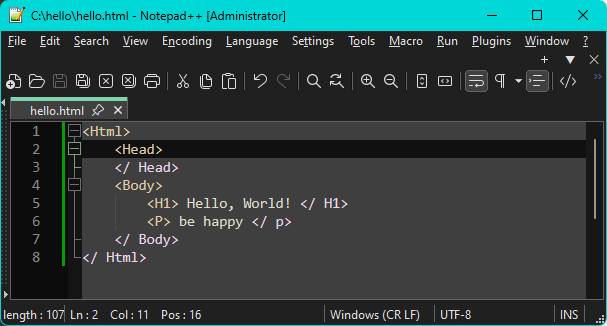 C:\hello\hello.html - Notepad++ [Administrator]
File Edit Search View Encoding Language Settings Tools Macro Run Plugins Window ?
hello.html
1 <Html>
2 <Head>
3 </ Head>
4 <Body>
5 <H1> Hello, World! </ H1>
6 <P> be happy </ p>
7 </ Body>
8 </ Html>
length : 107 Ln : 2 Col : 11 Pos : 16 Windows (CR LF) UTF-8 INS